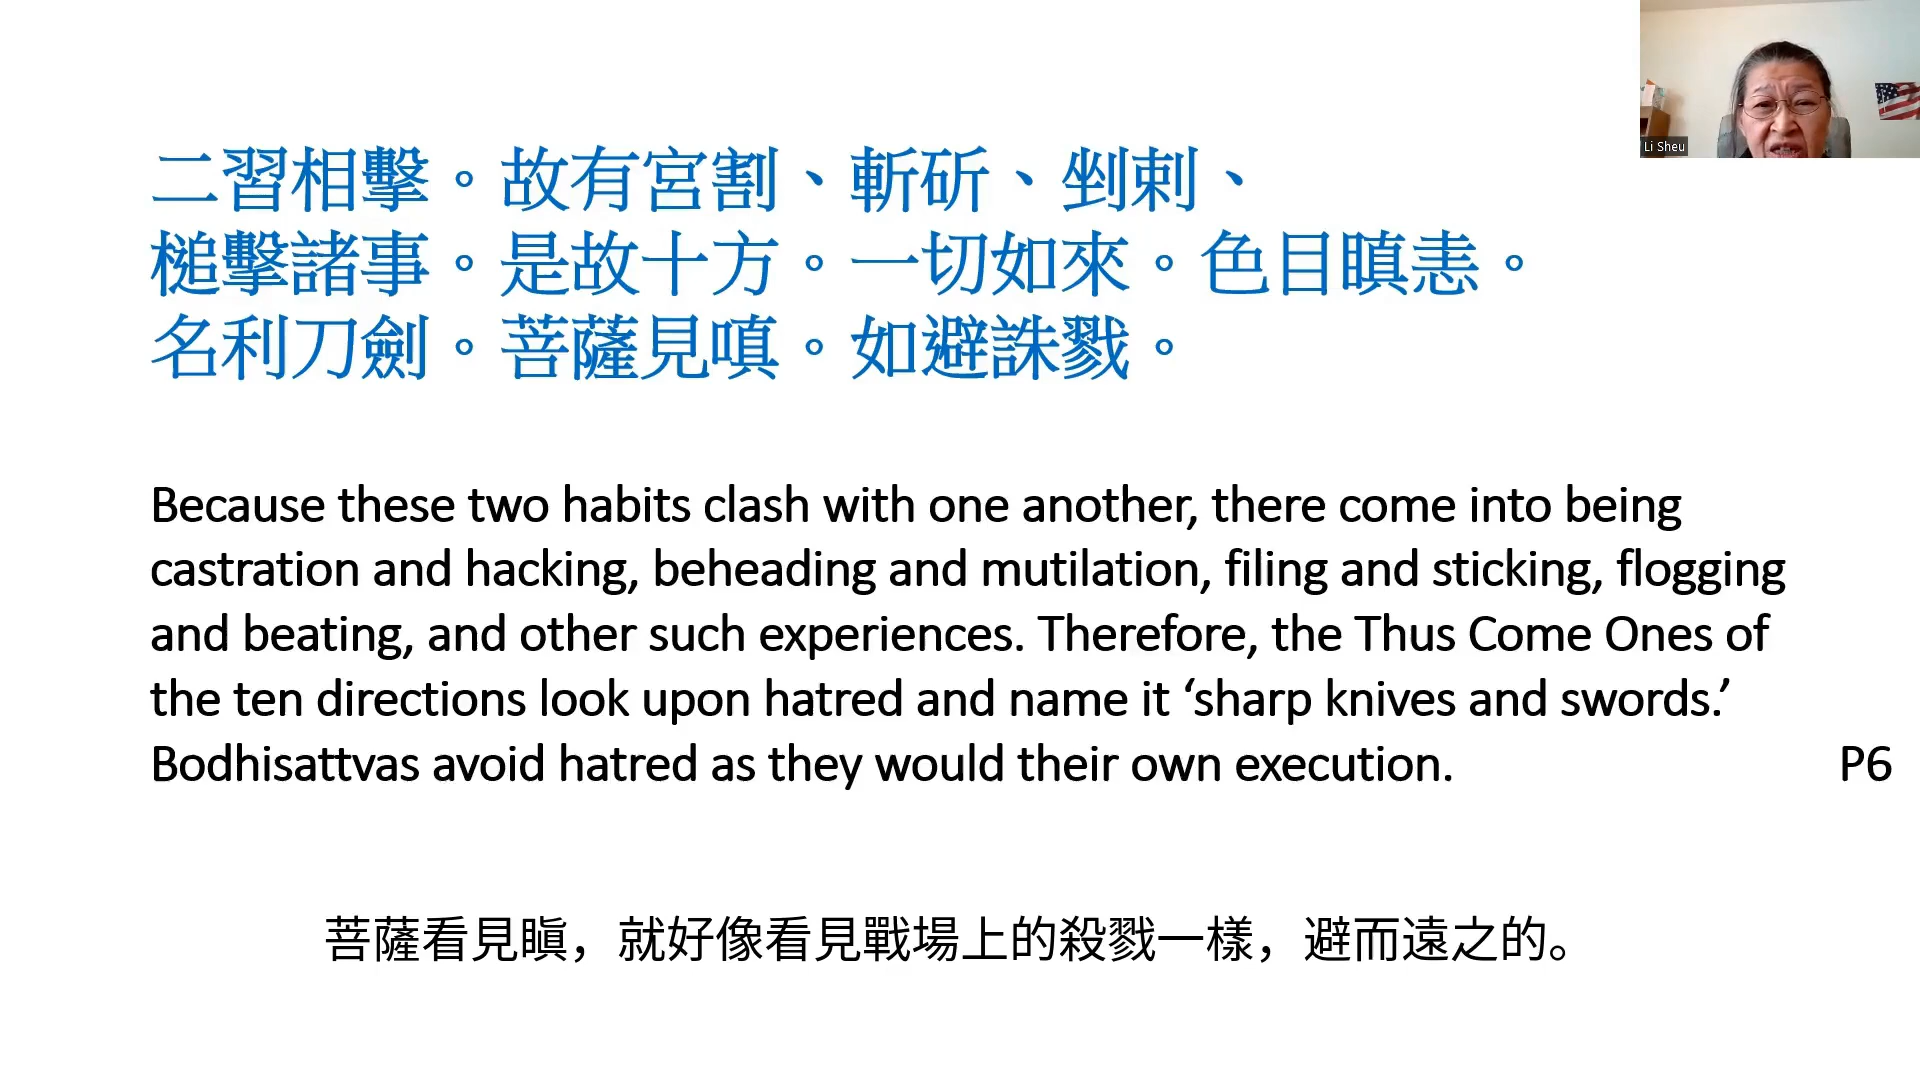 二習相擊。故有宮割、斬斫、剉刺、
槌擊諸事。是故十方。一切如來。色目瞋恚。
名利刀劍。菩薩見嗔。如避誅戮。
Because these two habits clash with one another, there come into being
castration and hacking, beheading and mutilation, filing and sticking, flogging
and beating, and other such experiences. Therefore, the Thus Come Ones of
the ten directions look upon hatred and name it ‘sharp knives and swords.’
Bodhisattvas avoid hatred as they would their own execution.
P6
菩薩看見瞋，就好像看見戰場上的殺戮一樣，避而遠之的。
Li Sheu